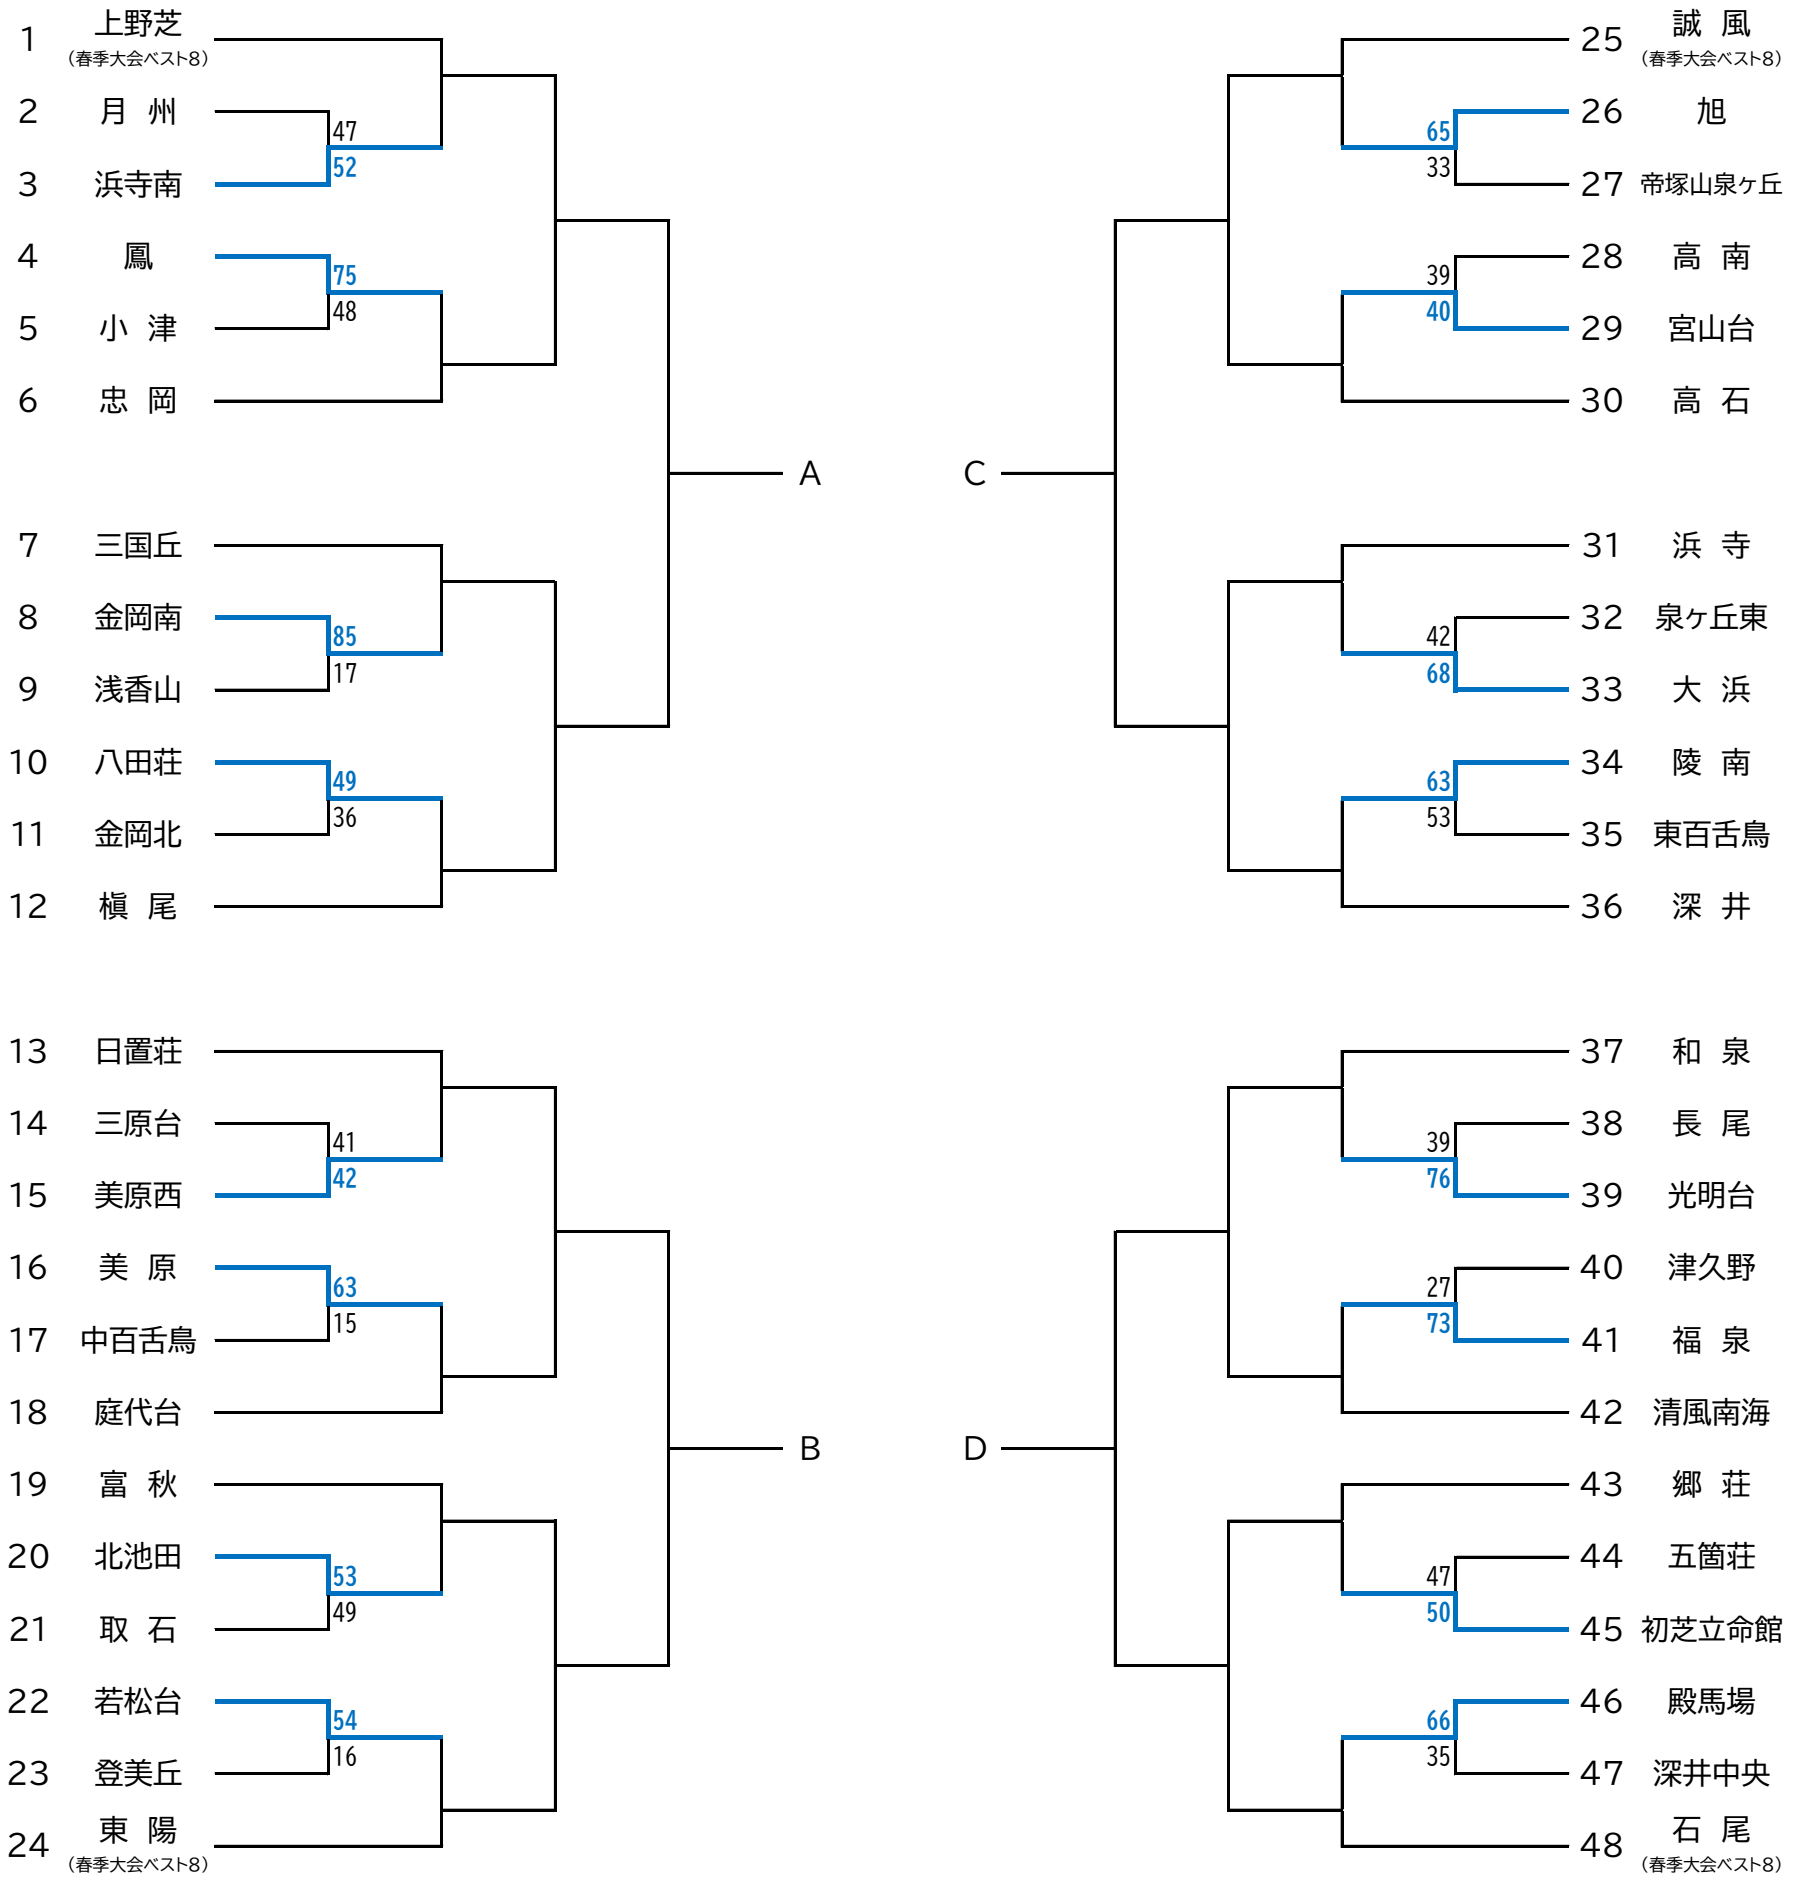 1 上野芝
（春季大会ベスト8）
2 月 州
47
52
3 浜寺南
4 鳳
75
48
5 小 津
6 忠 岡
A
7 三国丘
8 金岡南
85
17
9 浅香山
10 八田荘
49
36
11 金岡北
12 槇 尾
13 日置荘
14 三原台
41
42
15 美原西
16 美 原
63
15
17 中百舌鳥
18 庭代台
B
19 富 秋
20 北池田
53
49
21 取 石
22 若松台
54
16
23 登美丘
24 東 陽
（春季大会ベスト8）
25 誠 風
（春季大会ベスト8）
26 旭
65
33
27 帝塚山泉ヶ丘
28 高 南
39
40
29 宮山台
30 高 石
C
31 浜 寺
32 泉ヶ丘東
42
68
33 大 浜
34 陵 南
63
53
35 東百舌鳥
36 深 井
37 和 泉
38 長 尾
39
76
39 光明台
40 津久野
27
73
41 福 泉
42 清風南海
D
43 郷 荘
44 五箇荘
47
50
45 初芝立命館
46 殿馬場
66
35
47 深井中央
48 石 尾
（春季大会ベスト8）